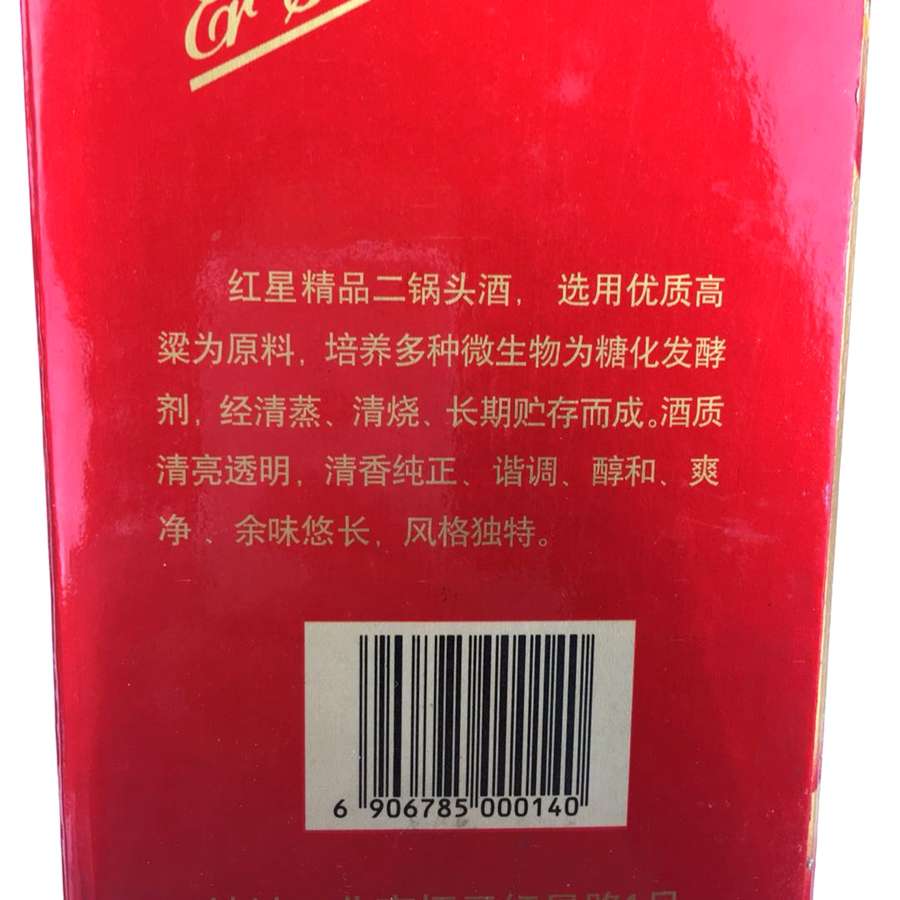 Er
红星精品二锅头酒， 选用优质高
粱为原料，培养多种微生物为糖化发酵
剂，经清蒸、清烧、长期贮存而成。酒质
清亮透明，清香纯正、谐调、醇和、爽
净、余味悠长，风格独特。
6 906785 000140